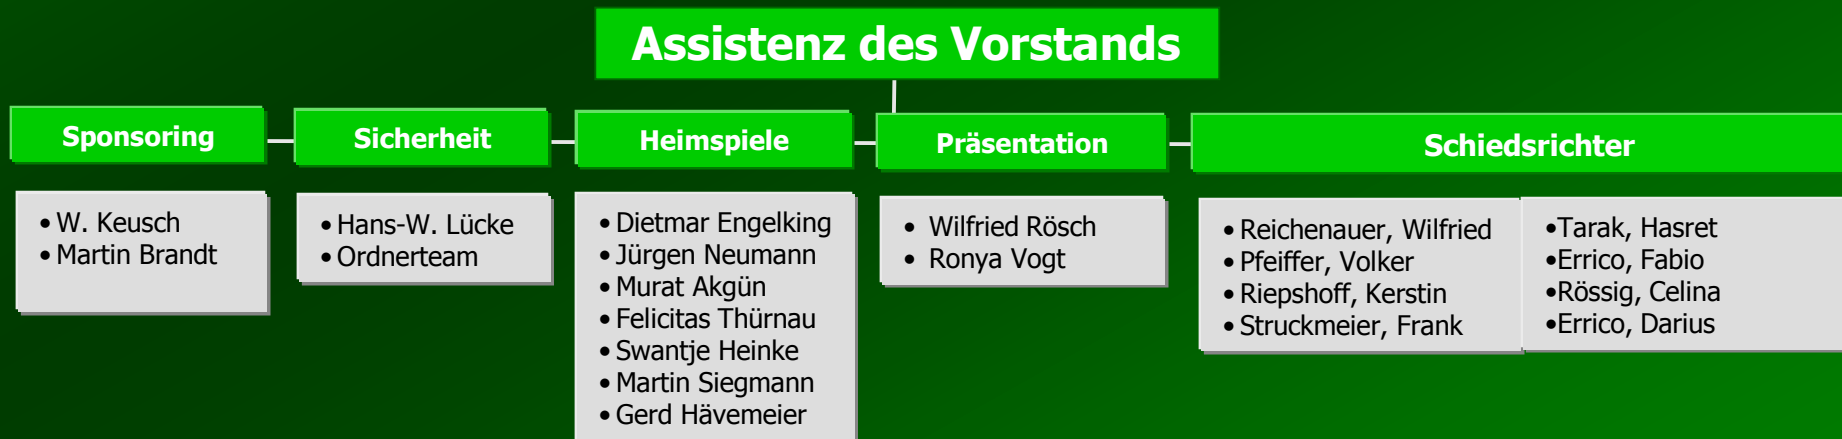 Assistenz des Vorstands
Sponsoring
• W. Keusch
• Martin Brandt
Sicherheit
• Hans-W. Lücke
• Ordnerteam
Heimspiele
• Dietmar Engelking
• Jürgen Neumann
• Murat Akgün
• Felicitas Thürnau
• Swantje Heinke
• Martin Siegmann
• Gerd Hävemeier
Präsentation
• Wilfried Rösch
• Ronya Vogt
Schiedsrichter
• Reichenauer, Wilfried
• Pfeiffer, Volker
• Riepshoff, Kerstin
• Struckmeier, Frank
•Tarak, Hasret
•Errico, Fabio
•Rössig, Celina
•Errico, Darius